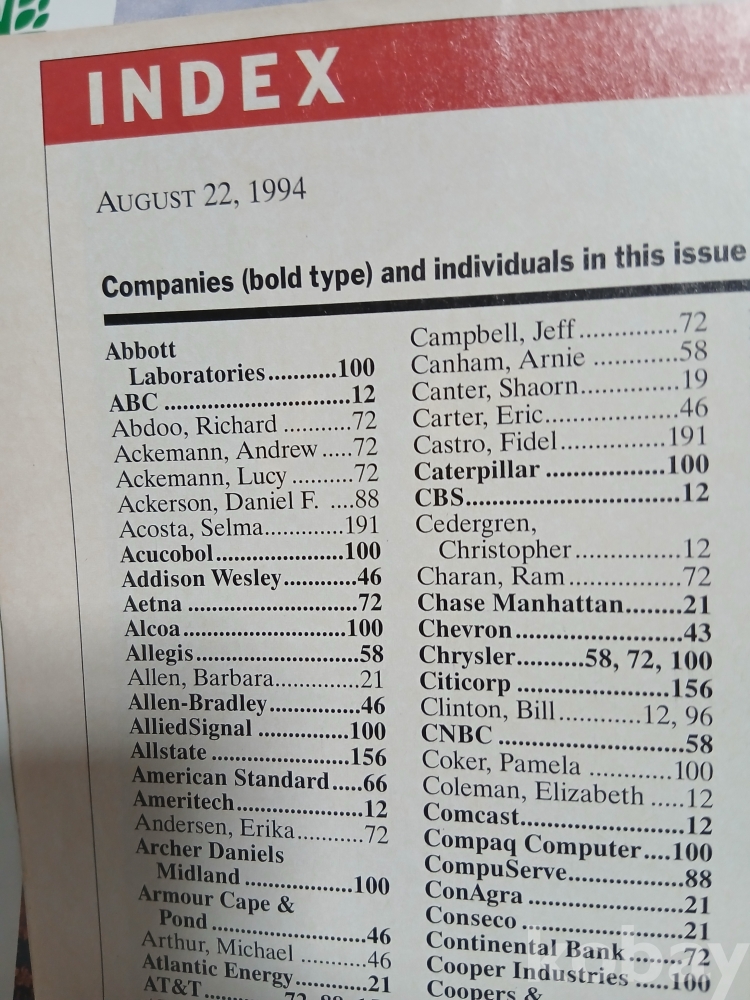 INDEX
AUGUST 22, 1994
Companies (bold type) and individuals in this issue
Abbott
Laboratories...........100
ABC ..............................12
Abdoo, Richard ...........72
Ackemann, Andrew .....72
Ackemann, Lucy ..........72
Ackerson, Daniel F. ....88
Acosta, Selma.............191
Acucobol.....................100
Addison Wesley............46
Aetna ............................72
Alcoa...........................100
Allegis...........................58
Allen, Barbara..............21
Allen-Bradley...............46
AlliedSignal ...............100
Allstate .......................156
American Standard.....66
Ameritech.....................12
Andersen, Erika...........72
Archer Daniels
Midland ..................100
Armour Cape &
Pond .........................46
Arthur, Michael ...........46
Atlantic Energy............21
AT&T
Campbell, Jeff..............72
Canham, Arnie ............58
Canter, Shaorn.............19
Carter, Eric..................46
Castro, Fidel...............191
Caterpillar .................100
CBS...............................12
Cedergren,
Christopher..............12
Charan, Ram................72
Chase Manhattan........21
Chevron........................43
Chrysler..........58, 72, 100
Citicorp ......................156
Clinton, Bill...........12, 96
CNBC ...........................58
Coker, Pamela ...........100
Coleman, Elizabeth .....12
Comcast........................12
Compaq Computer....100
CompuServe................88
ConAgra ......................21
Conseco .......................21
Continental Bank........72
Cooper Industries .....100
Coopers &